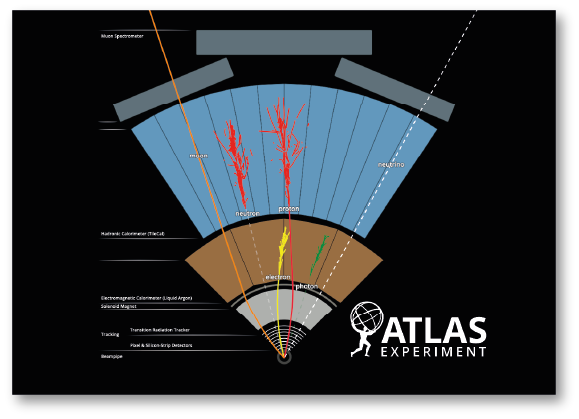 Muon Spectrometer
muon
neutrino
neutron
proton
Hadronic Calorimeter (TileCal)
electron
photon
Electromagnetic Calorimeter (Liquid Argon)
Solenoid Magnet
Transition Radiation Tracker
Tracking
Pixel & Silicon-Strip Detectors
Beampipe
ATLAS
EXPERIMENT